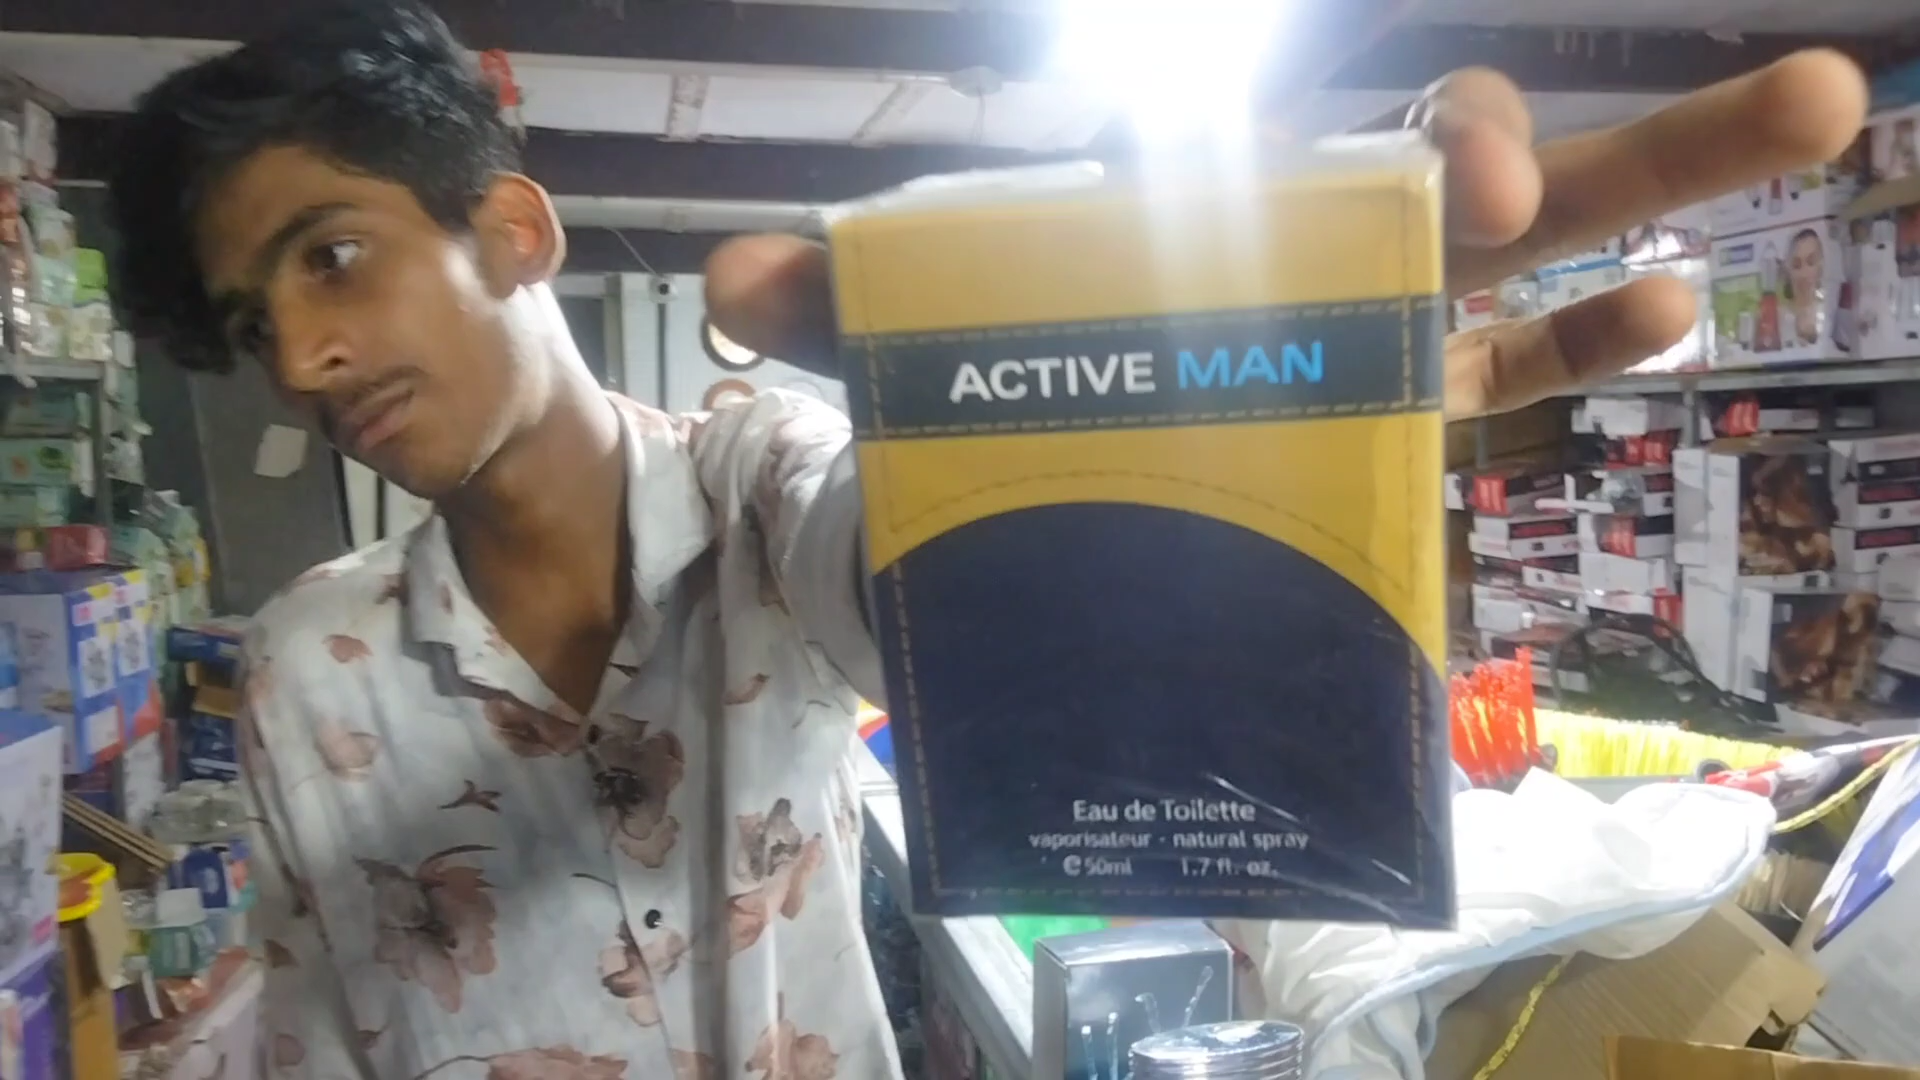 ACTIVE MAN
Eau de Toilette
vaporisateur - natural spray
e 50ml 1.7 fl. oz.